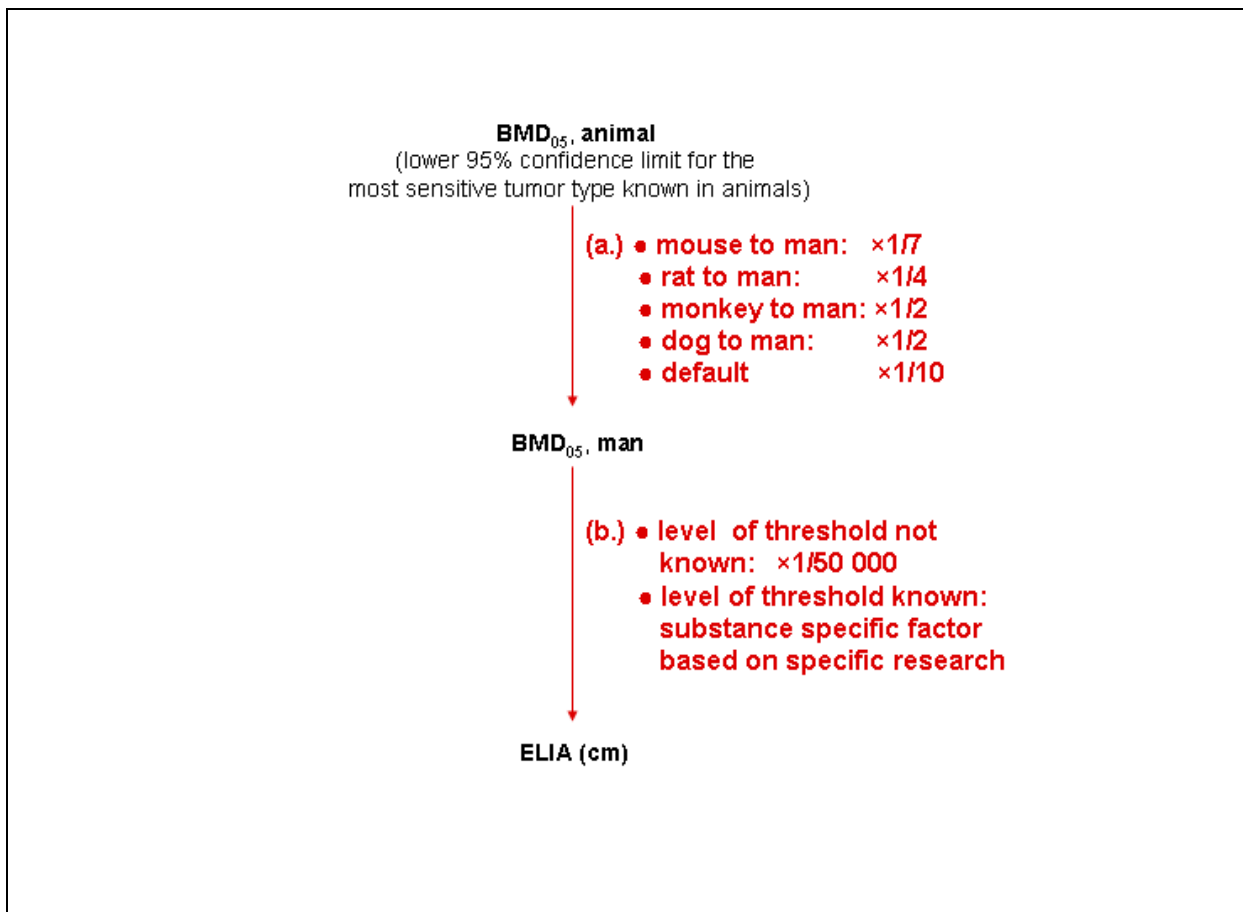 BMD05, animal
(lower 95% confidence limit for the
most sensitive tumor type known in animals)
(a.) • mouse to man: ×1/7
• rat to man: ×1/4
• monkey to man: ×1/2
• dog to man: ×1/2
• default ×1/10
BMD05, man
(b.) • level of threshold not
known: ×1/50 000
• level of threshold known:
substance specific factor
based on specific research
ELIA (cm)